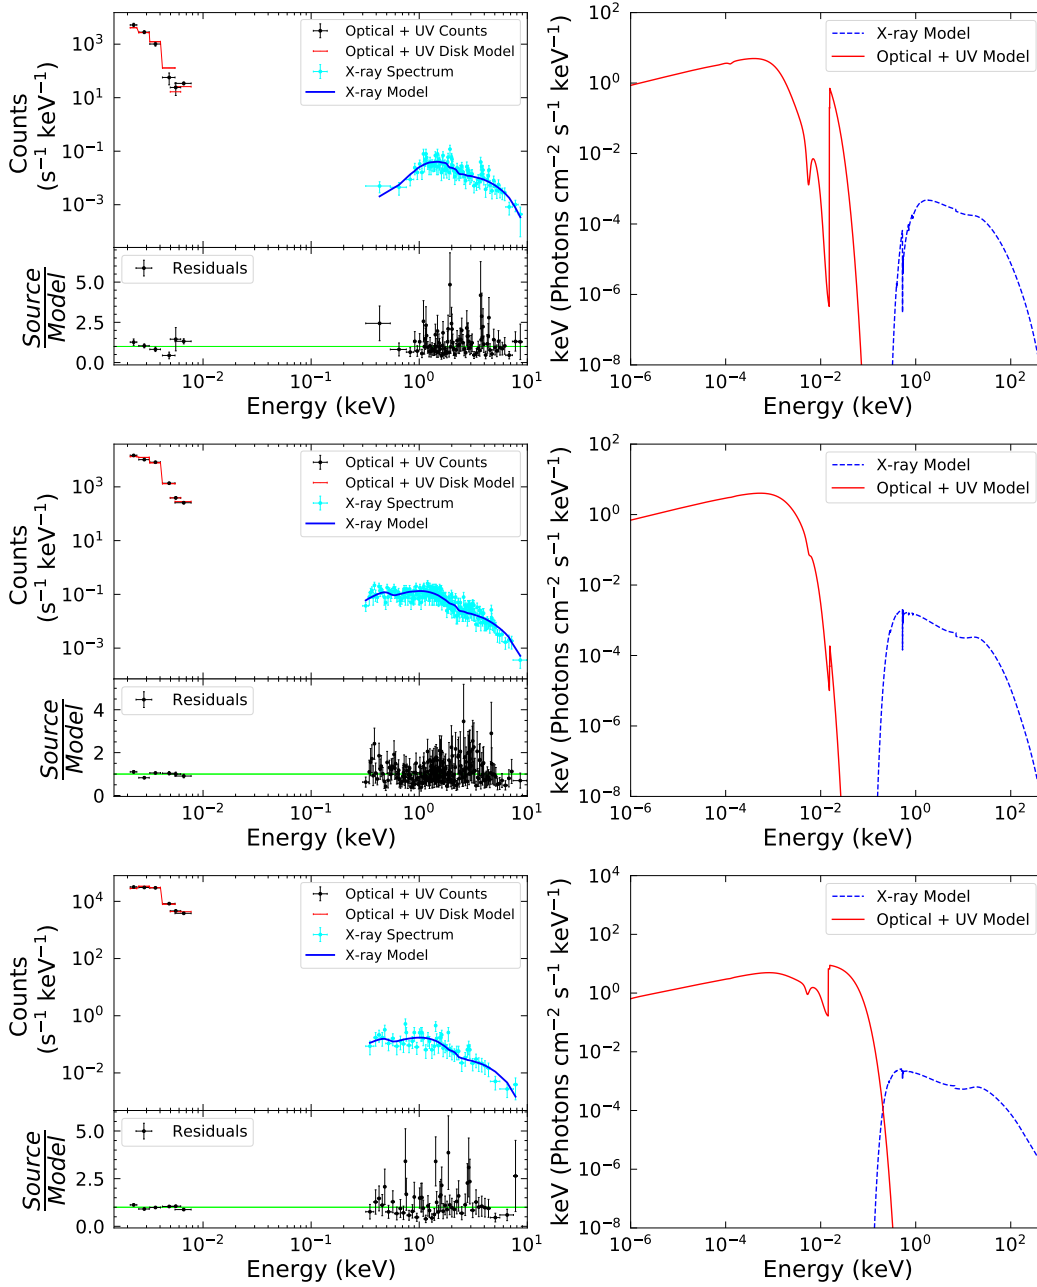 10³
10¹
10⁻¹
10⁻³
Counts
(s⁻¹ keV⁻¹)
Optical + UV Counts
Optical + UV Disk Model
X-ray Spectrum
X-ray Model
5.0
2.5
0.0
Source
Model
Residuals
10⁻² 10⁻¹ 10⁰ 10¹
Energy (keV)
10⁴
10²
10⁰
10⁻²
10⁻⁴
10⁻⁶
10⁻⁸
keV (Photons cm⁻² s⁻¹ keV⁻¹)
X-ray Model
Optical + UV Model
10⁻⁶ 10⁻⁴ 10⁻² 10⁰ 10²
Energy (keV)
10³
10¹
10⁻¹
10⁻³
Counts
(s⁻¹ keV⁻¹)
Optical + UV Counts
Optical + UV Disk Model
X-ray Spectrum
X-ray Model
4
2
0
Source
Model
Residuals
10⁻² 10⁻¹ 10⁰ 10¹
Energy (keV)
10⁴
10²
10⁰
10⁻²
10⁻⁴
10⁻⁶
10⁻⁸
keV (Photons cm⁻² s⁻¹ keV⁻¹)
X-ray Model
Optical + UV Model
10⁻⁶ 10⁻⁴ 10⁻² 10⁰ 10²
Energy (keV)
10⁴
10²
10⁰
10⁻²
Counts
(s⁻¹ keV⁻¹)
Optical + UV Counts
Optical + UV Disk Model
X-ray Spectrum
X-ray Model
5.0
2.5
0.0
Source
Model
Residuals
10⁻² 10⁻¹ 10⁰ 10¹
Energy (keV)
10⁴
10²
10⁰
10⁻²
10⁻⁴
10⁻⁶
10⁻⁸
keV (Photons cm⁻² s⁻¹ keV⁻¹)
X-ray Model
Optical + UV Model
10⁻⁶ 10⁻⁴ 10⁻² 10⁰ 10²
Energy (keV)